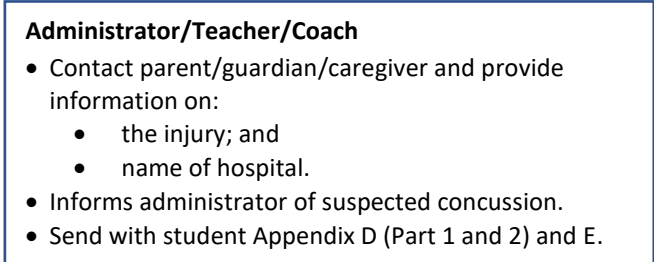 Administrator/Teacher/Coach
• Contact parent/guardian/caregiver and provide
information on:
• the injury; and
• name of hospital.
• Informs administrator of suspected concussion.
• Send with student Appendix D (Part 1 and 2) and E.